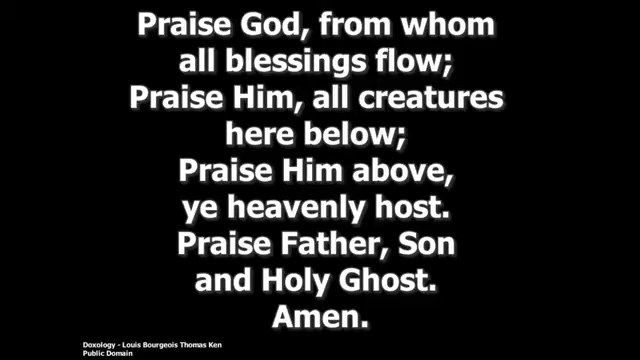 Praise God, from whom
all blessings flow;
Praise Him, all creatures
here below;
Praise Him above,
ye heavenly host.
Praise Father, Son
and Holy Ghost.
Amen.
Doxology - Louis Bourgeois Thomas Ken
Public Domain